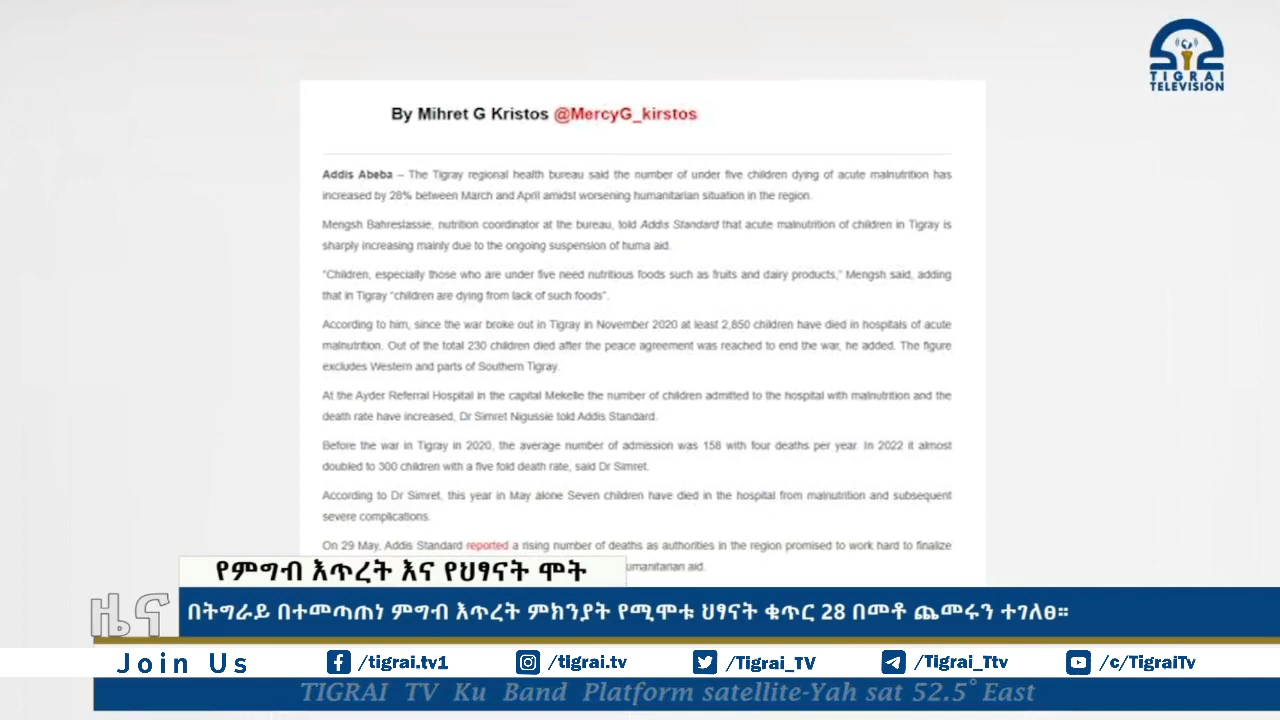 TIGRAI
TELEVISION
By Mihret G Kristos @MercyG_kirstos
Addis Abeba – The Tigray regional health bureau said the number of under five children dying of acute malnutrition has
increased by 28% between March and April amidst worsening humanitarian situation in the region.
Mengsh Bahreslassie, nutrition coordinator at the bureau, told Addis Standard that acute malnutrition of children in Tigray is
sharply increasing mainly due to the ongoing suspension of huma aid.
“Children, especially those who are under five need nutritious foods such as fruits and dairy products,” Mengsh said, adding
that in Tigray “children are dying from lack of such foods”.
According to him, since the war broke out in Tigray in November 2020 at least 2,850 children have died in hospitals of acute
malnutrition. Out of the total 230 children died after the peace agreement was reached to end the war, he added. The figure
excludes Western and parts of Southern Tigray.
At the Ayder Referral Hospital in the capital Mekelle the number of children admitted to the hospital with malnutrition and the
death rate have increased, Dr Simret Nigussie told Addis Standard.
Before the war in Tigray in 2020, the average number of admission was 158 with four deaths per year. In 2022 it almost
doubled to 300 children with a five fold death rate, said Dr Simret.
According to Dr Simret, this year in May alone Seven children have died in the hospital from malnutrition and subsequent
severe complications.
On 29 May, Addis Standard reported a rising number of deaths as authorities in the region promised to work hard to finalize
umanitarian aid.
የምግብ እጥረት እና የህፃናት ሞት
ዜና
በትግራይ በተመጣጠነ ምግብ እጥረት ምክንያት የሚሞቱ ህፃናት ቁጥር 28 በመቶ ጨመሩን ተገለፀ።
Join Us /tigrai.tv1 /tigrai.tv /Tigrai_TV /Tigrai_Ttv /c/TigraiTv
TIGRAI TV Ku Band Platform satellite-Yah sat 52.5° East